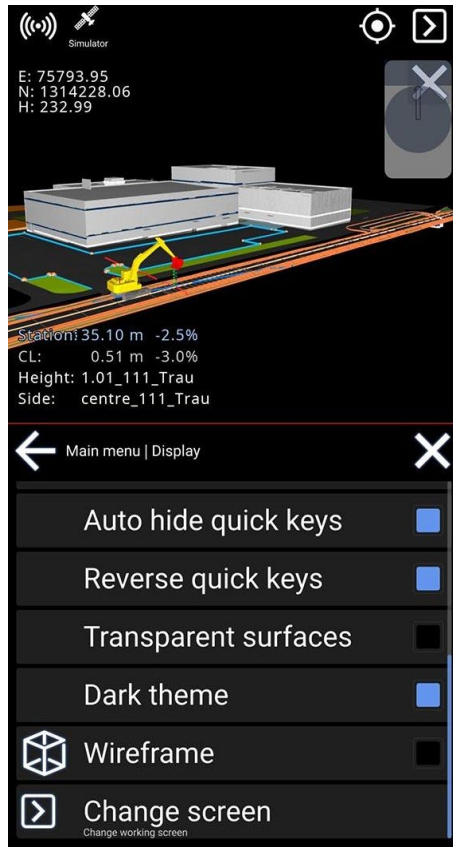 Simulator
E: 75793.95
N: 1314228.06
H: 232.99
Station: 35.10 m -2.5%
CL: 0.51 m -3.0%
Height: 1.01_111_Trau
Side: centre_111_Trau
Main menu | Display
Auto hide quick keys
Reverse quick keys
Transparent surfaces
Dark theme
Wireframe
Change screen
Change working screen